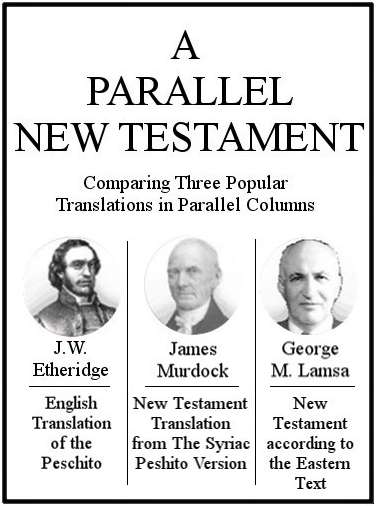 A
PARALLEL
NEW TESTAMENT
Comparing Three Popular
Translations in Parallel Columns
J.W.
Etheridge
English
Translation
of the
Peschito
James
Murdock
New Testament
Translation
from The Syriac
Peshito Version
George
M. Lamsa
New
Testament
according to
the Eastern
Text